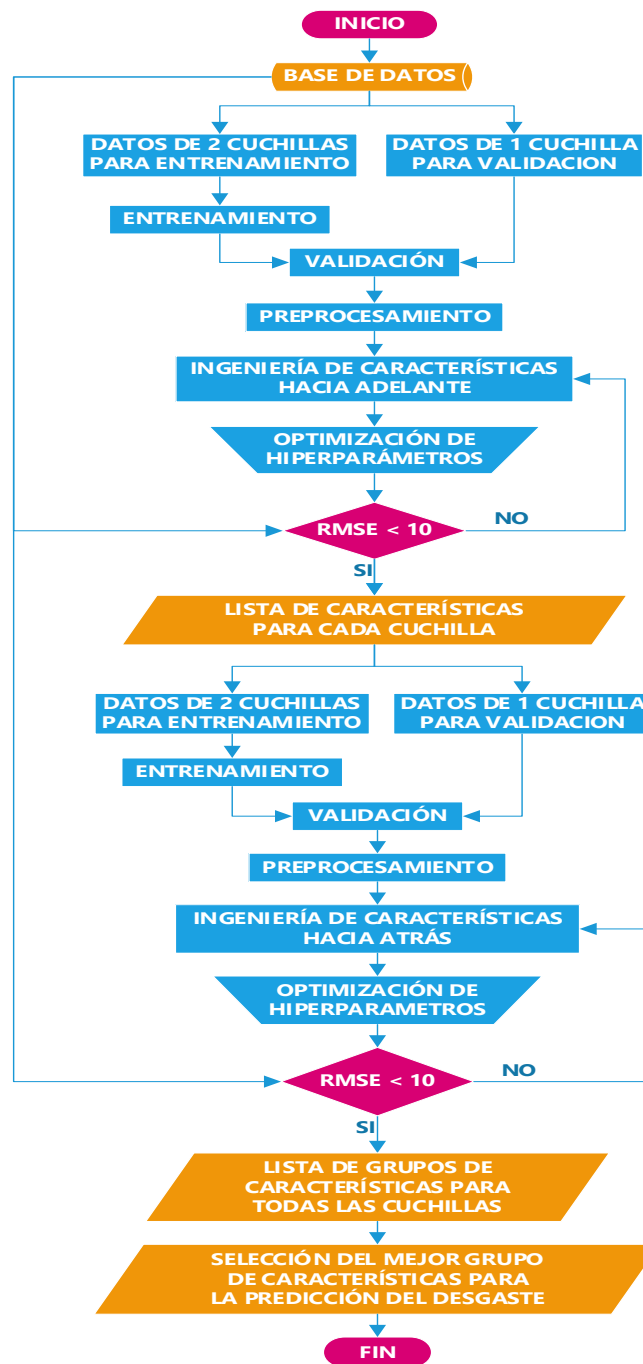 INICIO
BASE DE DATOS
DATOS DE 2 CUCHILLAS
PARA ENTRENAMIENTO
DATOS DE 1 CUCHILLA
PARA VALIDACION
ENTRENAMIENTO
VALIDACIÓN
PREPROCESAMIENTO
INGENIERÍA DE CARACTERÍSTICAS
HACIA ADELANTE
OPTIMIZACIÓN DE
HIPERPARÁMETROS
RMSE < 10
NO
SI
LISTA DE CARACTERÍSTICAS
PARA CADA CUCHILLA
DATOS DE 2 CUCHILLAS
PARA ENTRENAMIENTO
DATOS DE 1 CUCHILLA
PARA VALIDACION
ENTRENAMIENTO
VALIDACIÓN
PREPROCESAMIENTO
INGENIERÍA DE CARACTERÍSTICAS
HACIA ATRÁS
OPTIMIZACIÓN DE
HIPERPARAMETROS
RMSE < 10
NO
SI
LISTA DE GRUPOS DE
CARACTERÍSTICAS PARA
TODAS LAS CUCHILLAS
SELECCIÓN DEL MEJOR GRUPO
DE CARACTERÍSTICAS PARA
LA PREDICCIÓN DEL DESGASTE
FIN